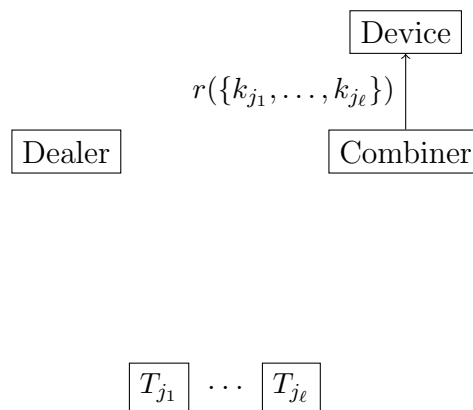 Device
r({k_{j_1}, …, k_{j_ℓ}})
Dealer
Combiner
T_{j_1} ⋯ T_{j_ℓ}